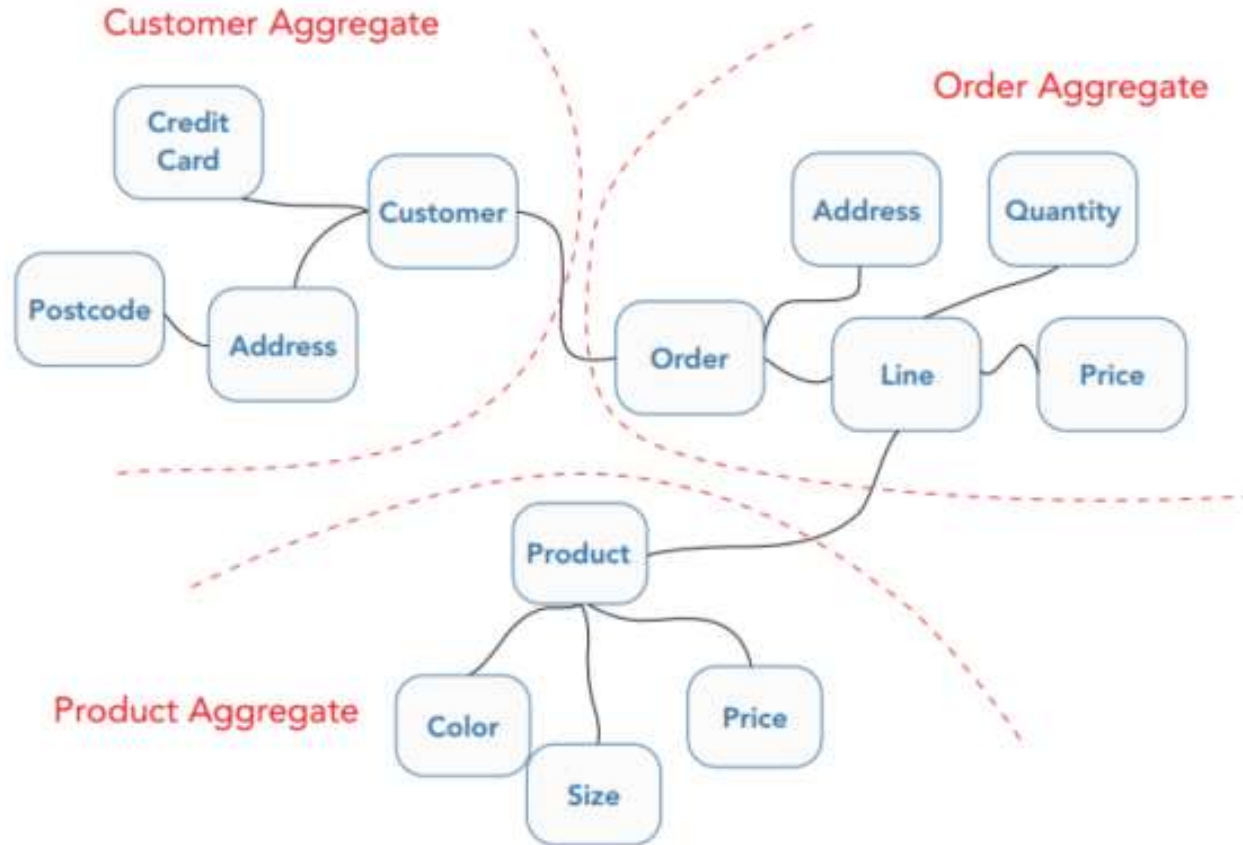 Customer Aggregate
Order Aggregate
Credit
Card
Customer
Address
Quantity
Postcode
Address
Order
Line
Price
Product
Product Aggregate
Color
Price
Size